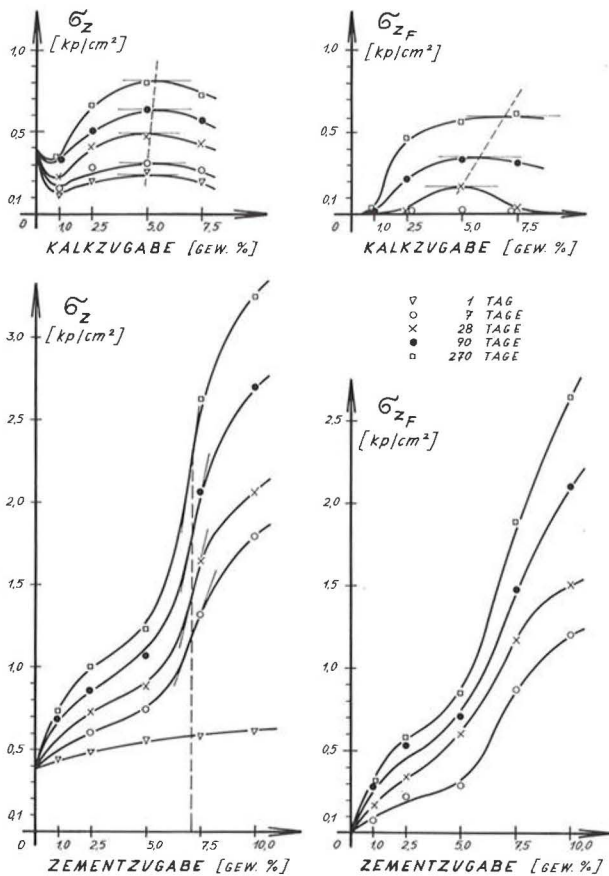 σz
[kp/cm²]
1,0
0,5
0,1
0 1,0 2,5 5,0 7,5 10,0
KALKZUGABE [GEW. %]
σzF
[kp/cm²]
1,0
0,5
0,1
0 1,0 2,5 5,0 7,5
KALKZUGABE [GEW. %]
σz
[kp/cm²]
3,0
2,5
2,0
1,5
1,0
0,5
0,1
0 1,0 2,5 5,0 7,5 10,0
ZEMENTZUGABE [GEW. %]
▽ 1 TAG
○ 7 TAGE
× 28 TAGE
● 90 TAGE
□ 270 TAGE
σzF
[kp/cm²]
2,5
2,0
1,5
1,0
0,5
0,1
0 1,0 2,5 5,0 7,5 10,0
ZEMENTZUGABE [GEW. %]